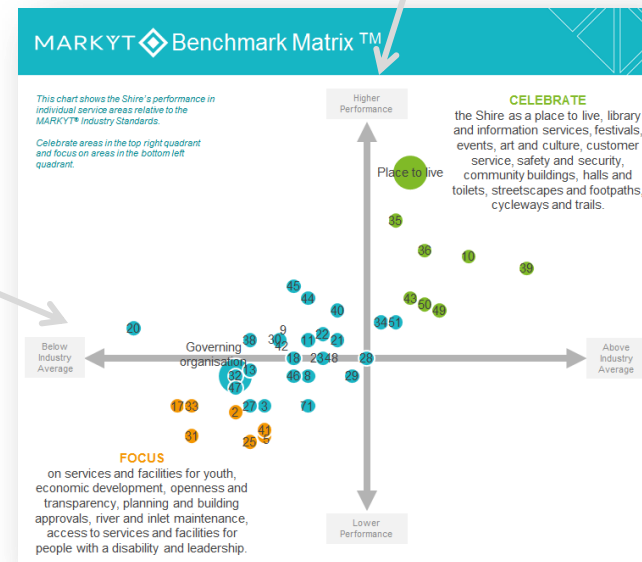 MARKYT Benchmark Matrix ™
This chart shows the Shire's performance in
individual service areas relative to the
MARKYT® Industry Standards.
Celebrate areas in the top right quadrant
and focus on areas in the bottom left
quadrant.
Higher
Performance
CELEBRATE
the Shire as a place to live, library
and information services, festivals,
events, art and culture, customer
service, safety and security,
community buildings, halls and
toilets, streetscapes and footpaths,
cycleways and trails.
Place to live
35
36
10
39
45
44
43
50
49
40
34 51
20
9
38
30
42
11
22
21
Below
Industry
Average
Governing
organisation
18
23 48
28
Above
Industry
Average
32
13
46 8
29
47
17 33
2
27 3
71
31
25
41
5
FOCUS
on services and facilities for youth,
economic development, openness and
transparency, planning and building
approvals, river and inlet maintenance,
access to services and facilities for
people with a disability and leadership.
Lower
Performance